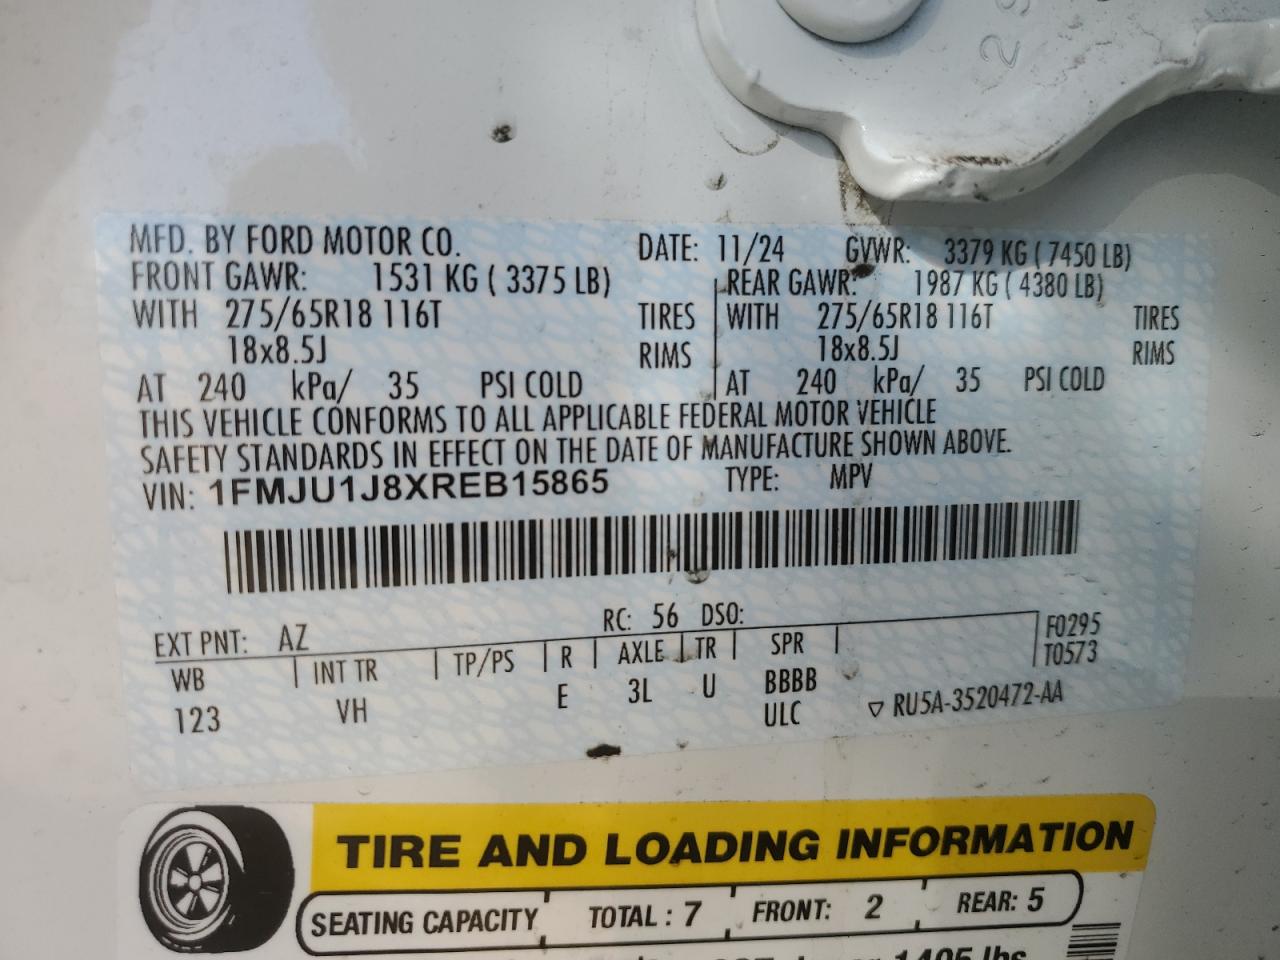 29
MFD. BY FORD MOTOR CO. DATE: 11/24 GVWR: 3379 KG ( 7450 LB)
FRONT GAWR: 1531 KG ( 3375 LB) REAR GAWR: 1987 KG ( 4380 LB)
WITH 275/65R18 116T TIRES WITH 275/65R18 116T TIRES
18x8.5J RIMS 18x8.5J RIMS
AT 240 kPa/ 35 PSI COLD AT 240 kPa/ 35 PSI COLD
THIS VEHICLE CONFORMS TO ALL APPLICABLE FEDERAL MOTOR VEHICLE
SAFETY STANDARDS IN EFFECT ON THE DATE OF MANUFACTURE SHOWN ABOVE.
VIN: 1FMJU1J8XREB15865 TYPE: MPV
EXT PNT: AZ RC: 56 DSO: F0295
WB INT TR TP/PS R AXLE TR SPR T0573
123 VH E 3L U BBBB
ULC ▽ RU5A-3520472-AA
TIRE AND LOADING INFORMATION
SEATING CAPACITY TOTAL : 7 FRONT: 2 REAR: 5
1405 lbs